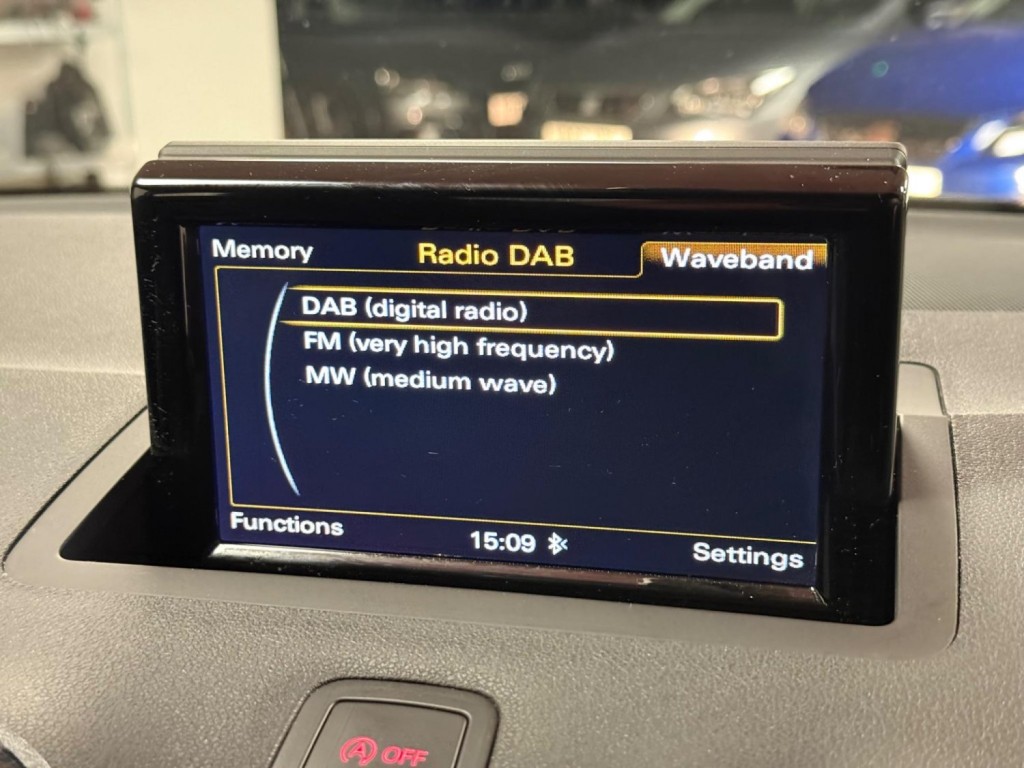 Memory Radio DAB Waveband
DAB (digital radio)
FM (very high frequency)
MW (medium wave)
Functions 15:09 Settings
A OFF